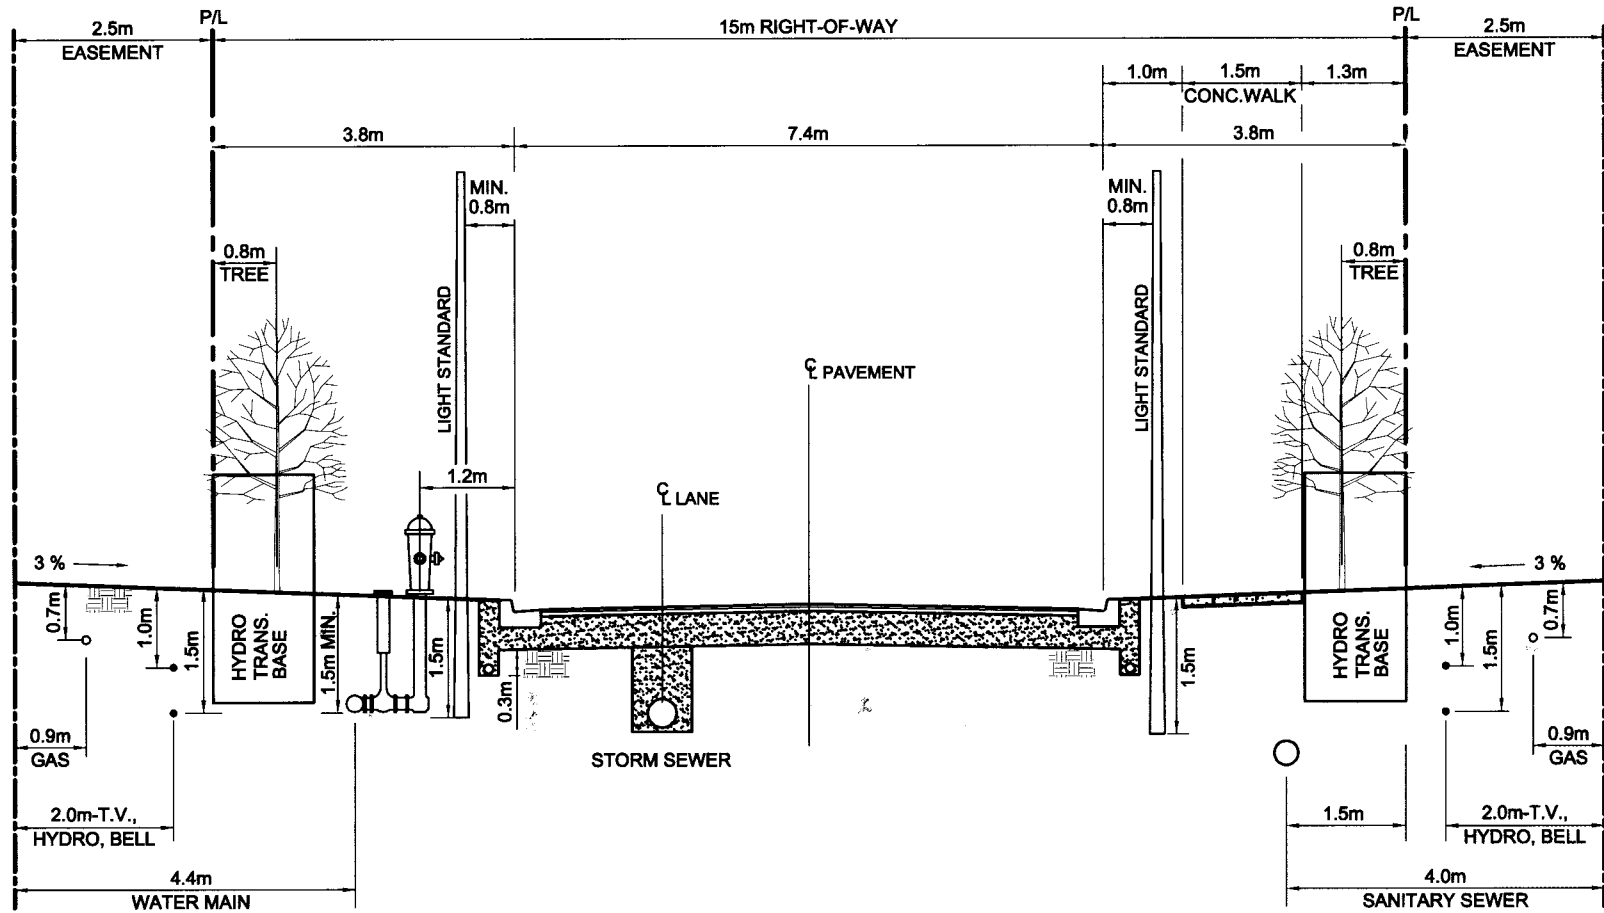 P/L
P/L
2.5m
15m RIGHT-OF-WAY
2.5m
EASEMENT
EASEMENT
1.0m
1.5m
1.3m
CONC.WALK
3.8m
7.4m
3.8m
MIN.
0.8m
MIN.
0.8m
0.8m
TREE
0.8m
TREE
LIGHT STANDARD
LIGHT STANDARD
℄ PAVEMENT
1.2m
℄ LANE
3 %
3 %
0.7m
1.0m
1.5m
HYDRO
TRANS.
BASE
1.5m MIN.
1.5m
0.3m
1.5m
HYDRO
TRANS.
BASE
1.0m
1.5m
0.7m
STORM SEWER
0.9m
GAS
0.9m
GAS
2.0m-T.V.,
HYDRO, BELL
1.5m
2.0m-T.V.,
HYDRO, BELL
4.4m
WATER MAIN
4.0m
SANITARY SEWER